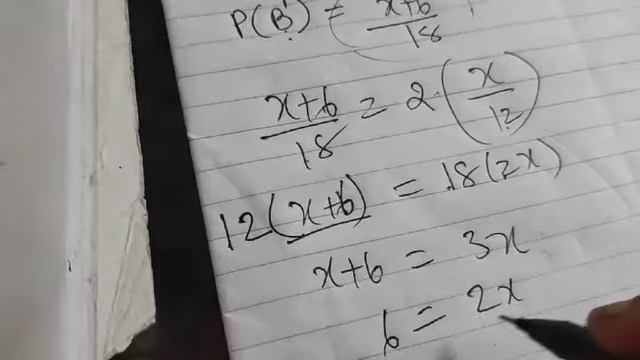 P(B') = (x+6)/18
(x+6)/18 = 2·(x/12)
12(x+6) = 18(2x)
x+6 = 3x
6 = 2x